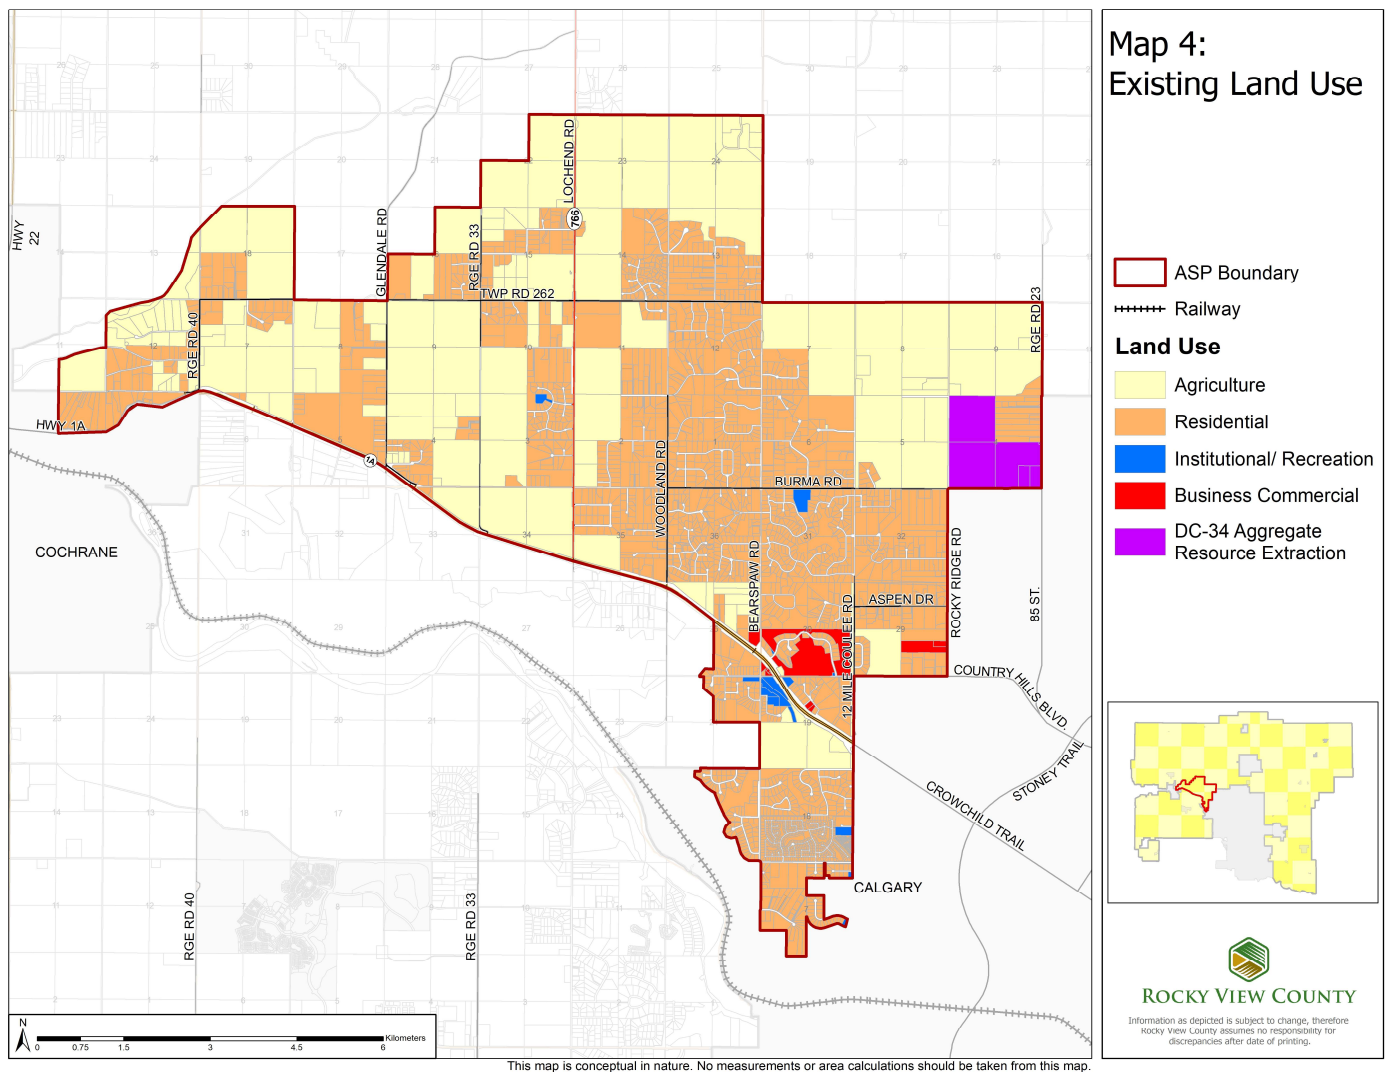 Map 4:
Existing Land Use
ASP Boundary
Railway
Land Use
Agriculture
Residential
Institutional/ Recreation
Business Commercial
DC-34 Aggregate
Resource Extraction
HWY
22
GLENDALE RD
RGE RD 33
LOCHEND RD
766
TWP RD 262
RGE RD 40
RGE RD 23
HWY 1A
1A
WOODLAND RD
BURMA RD
COCHRANE
BEARSPAW RD
ASPEN DR
ROCKY RIDGE RD
85 ST.
12 MILE COULEE RD
COUNTRY HILLS BLVD.
STONEY TRAIL
CROWCHILD TRAIL
CALGARY
RGE RD 40
RGE RD 33
N
Kilometers
0 0.75 1.5 3 4.5 6
ROCKY VIEW COUNTY
Information as depicted is subject to change, therefore
Rocky View County assumes no responsibility for
discrepancies after date of printing.
This map is conceptual in nature. No measurements or area calculations should be taken from this map.